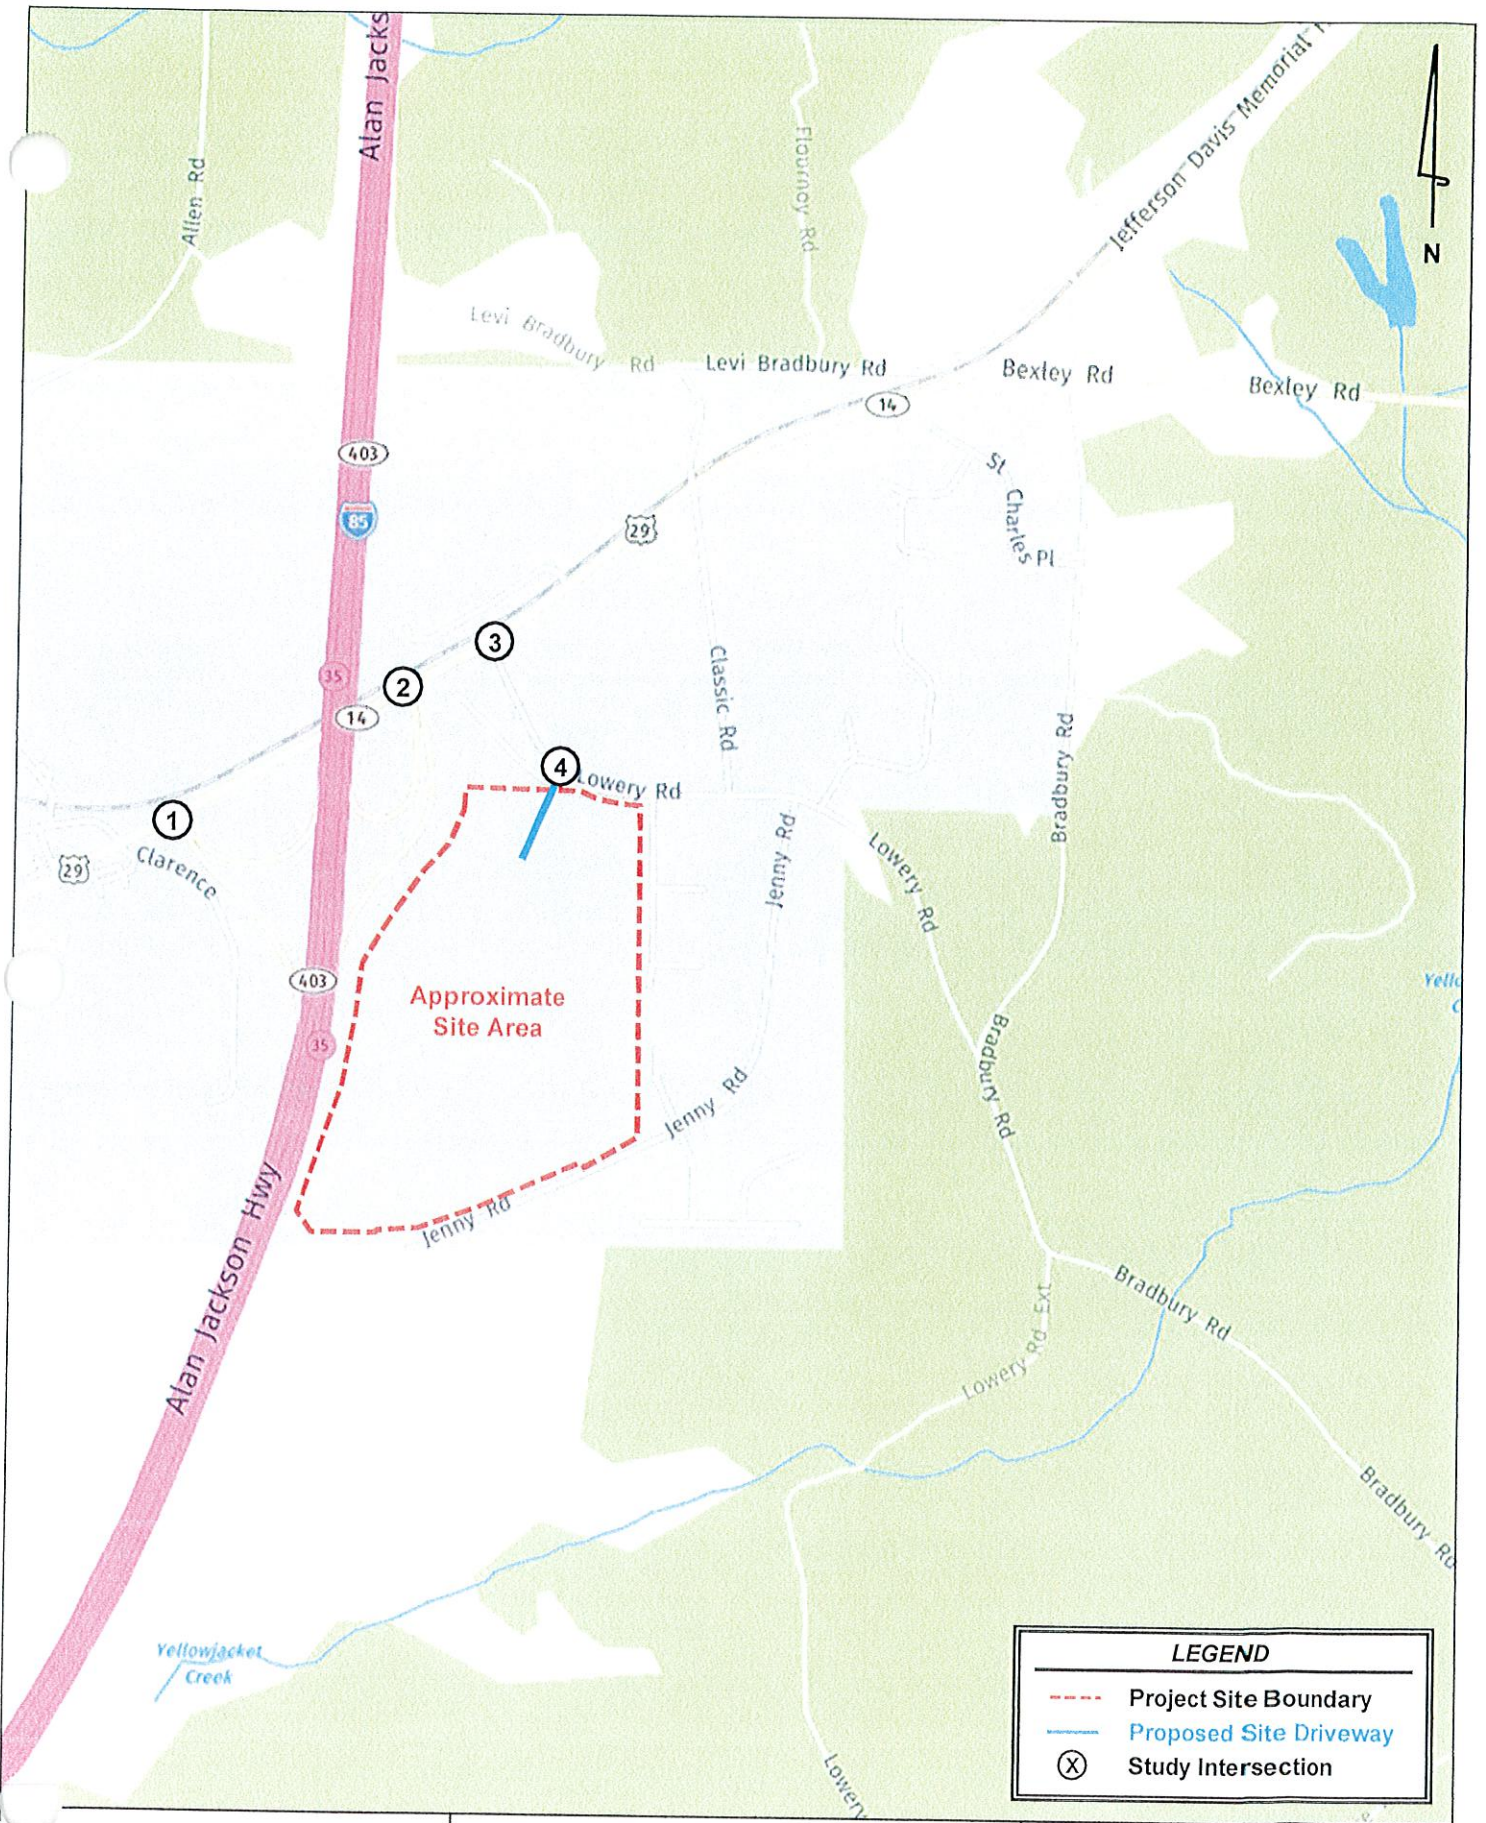 Alan Jacks
Jefferson Davis Memorial
Allen Rd
Flournoy Rd
N
Levi Bradbury Rd
Levi Bradbury Rd
Bexley Rd
Bexley Rd
14
403
St Charles Pl
85
29
3
Classic Rd
35
2
14
Bradbury Rd
4
Lowery Rd
1
Clarence
29
Jenny Rd
Lowery Rd
403
Approximate
Site Area
Yello
C
35
Bradbury Rd
Jenny Rd
Jenny Rd
Alan Jackson Hwy
Lowery Rd Ext
Bradbury Rd
Bradbury Rd
Yellowjacket
Creek
Lowery
LEGEND
Project Site Boundary
Proposed Site Driveway
X Study Intersection